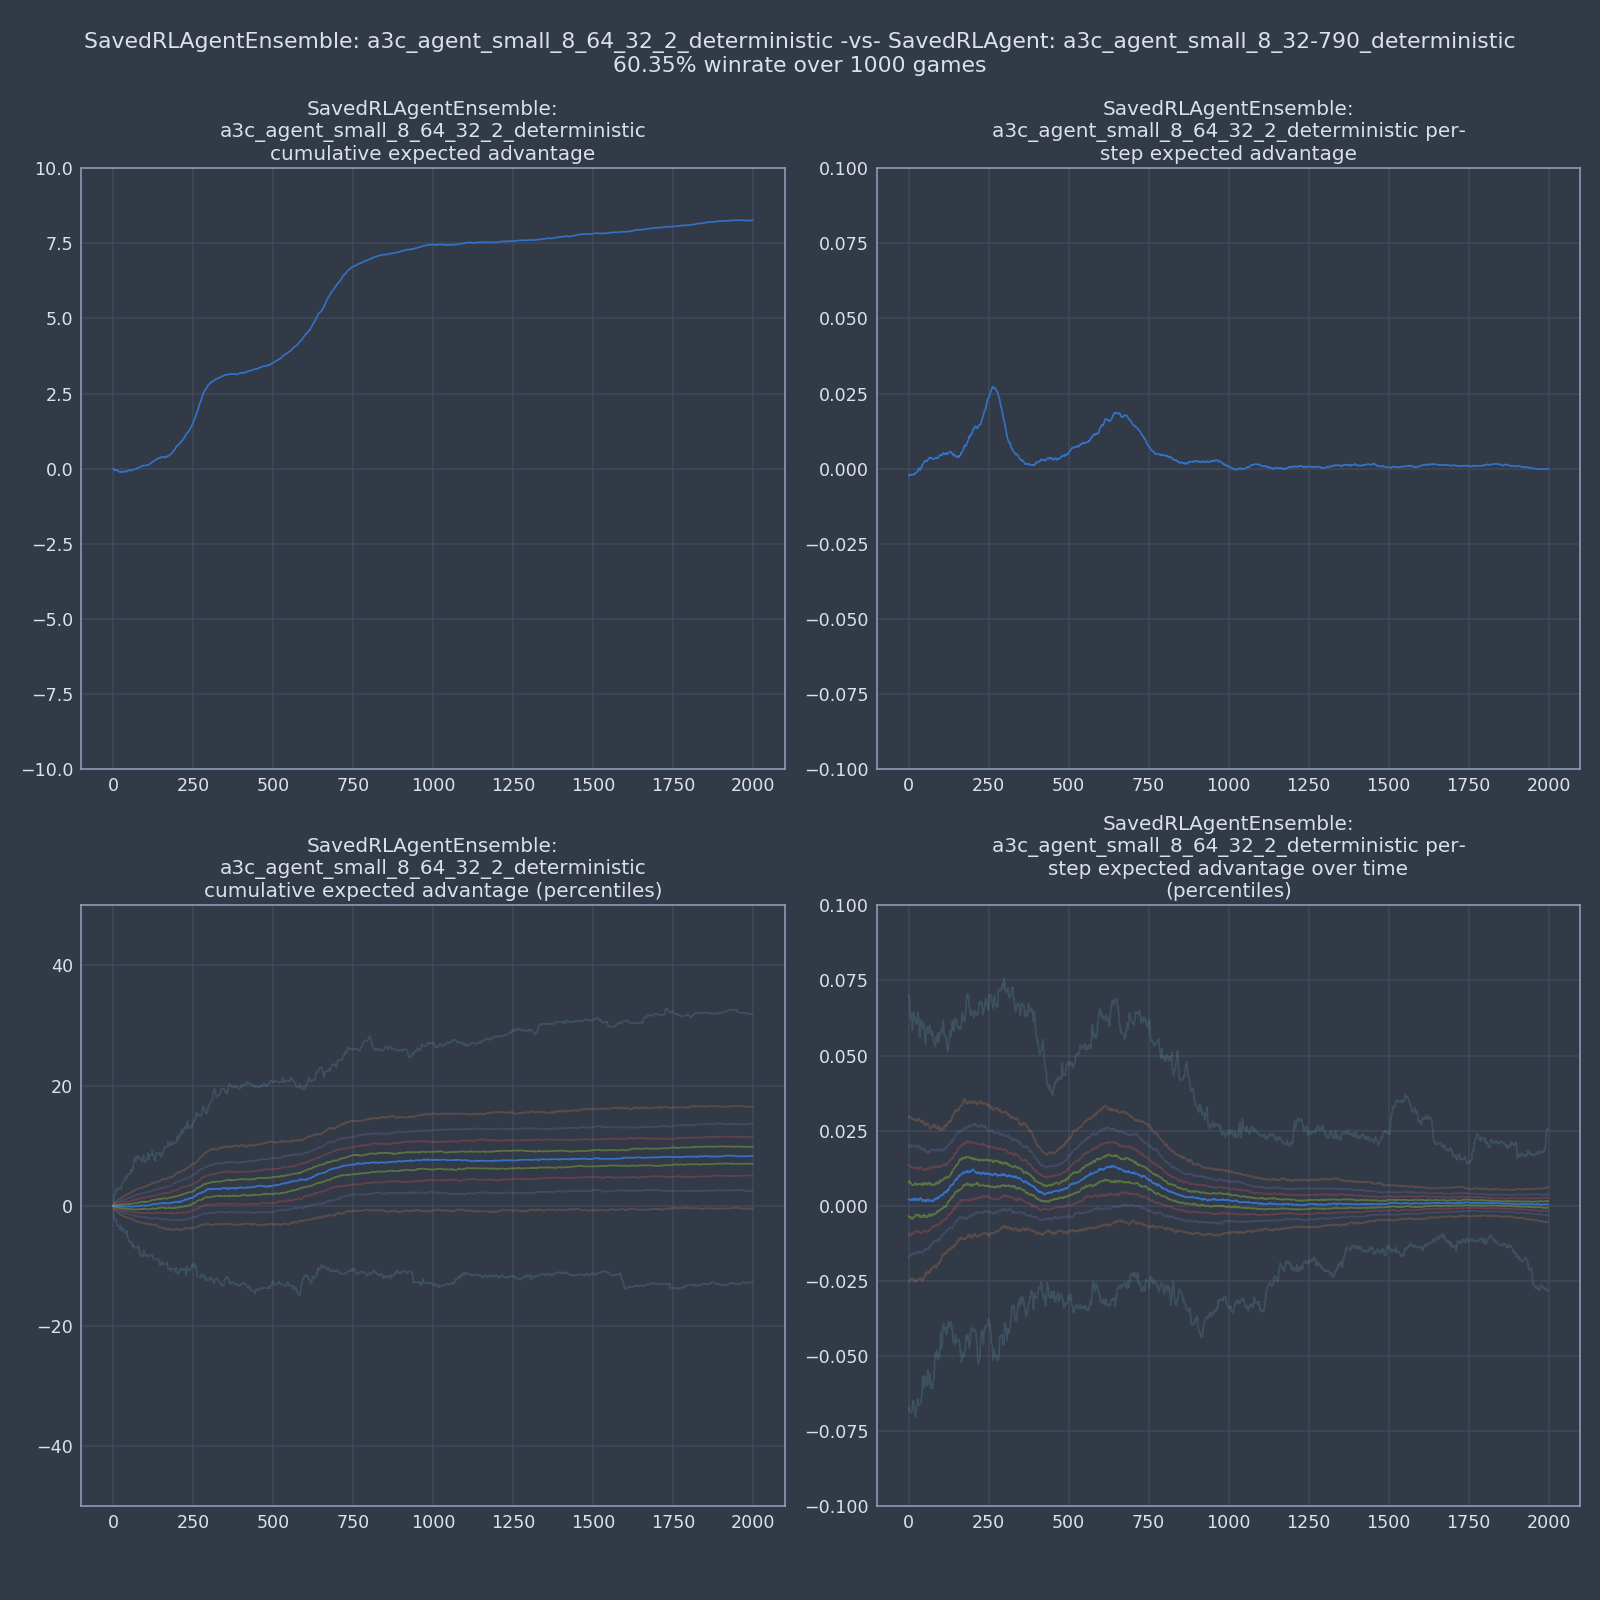 SavedRLAgentEnsemble: a3c_agent_small_8_64_32_2_deterministic -vs- SavedRLAgent: a3c_agent_small_8_32-790_deterministic
60.35% winrate over 1000 games
SavedRLAgentEnsemble:
a3c_agent_small_8_64_32_2_deterministic
cumulative expected advantage
10.0
7.5
5.0
2.5
0.0
−2.5
−5.0
−7.5
−10.0
0 250 500 750 1000 1250 1500 1750 2000
SavedRLAgentEnsemble:
a3c_agent_small_8_64_32_2_deterministic per-
step expected advantage
0.100
0.075
0.050
0.025
0.000
−0.025
−0.050
−0.075
−0.100
0 250 500 750 1000 1250 1500 1750 2000
SavedRLAgentEnsemble:
a3c_agent_small_8_64_32_2_deterministic
cumulative expected advantage (percentiles)
40
20
0
−20
−40
0 250 500 750 1000 1250 1500 1750 2000
SavedRLAgentEnsemble:
a3c_agent_small_8_64_32_2_deterministic per-
step expected advantage over time
(percentiles)
0.100
0.075
0.050
0.025
0.000
−0.025
−0.050
−0.075
−0.100
0 250 500 750 1000 1250 1500 1750 2000